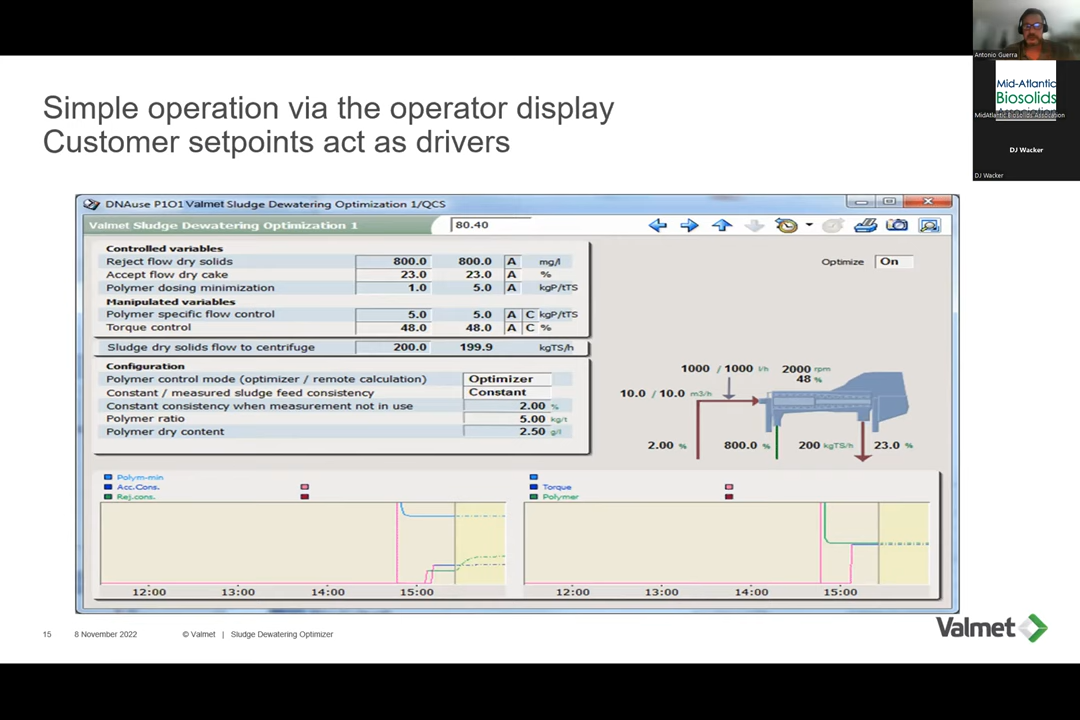 Antonio Guerra
Mid-Atlantic
Biosolids
Association
MidAtlantic Biosolids Association
DJ Wacker
DJ Wacker
Simple operation via the operator display
Customer setpoints act as drivers
DNAuse P1O1 Valmet Sludge Dewatering Optimization 1/QCS
Valmet Sludge Dewatering Optimization 1 80.40
Controlled variables
Reject flow dry solids 800.0 800.0 A mg/l
Accept flow dry cake 23.0 23.0 A %
Polymer dosing minimization 1.0 5.0 A kgP/tTS
Manipulated variables
Polymer specific flow control 5.0 5.0 A C kgP/tTS
Torque control 48.0 48.0 A C %
Sludge dry solids flow to centrifuge 200.0 199.9 kgTS/h
Configuration
Polymer control mode (optimizer / remote calculation) Optimizer
Constant / measured sludge feed consistency Constant
Constant consistency when measurement not in use 2.00 %
Polymer ratio 5.00 kg/t
Polymer dry content 2.50 g/l
Optimize On
1000 / 1000 l/h 2000 rpm
48 %
10.0 / 10.0 m3/h
2.00 % 800.0 % 200 kgTS/h 23.0 %
Polym-min
Acc.Cons.
Rej.cons.
12:00 13:00 14:00 15:00
Torque
Polymer
12:00 13:00 14:00 15:00
15 8 November 2022 © Valmet | Sludge Dewatering Optimizer
Valmet